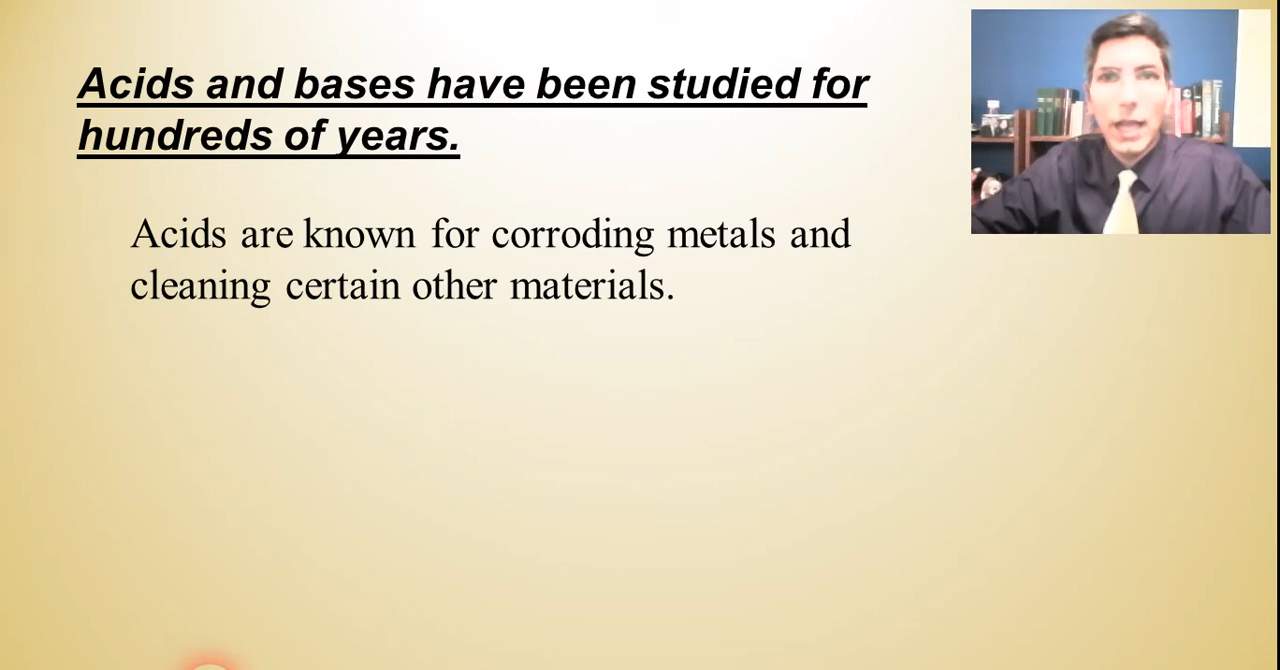 Acids and bases have been studied for
hundreds of years.
Acids are known for corroding metals and
cleaning certain other materials.